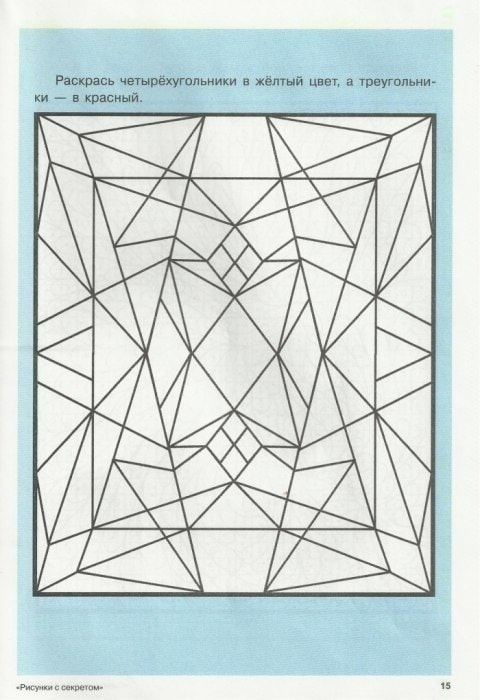 Раскрась четырёхугольники в жёлтый цвет, а треугольни-
ки — в красный.
«Рисунки с секретом»
15